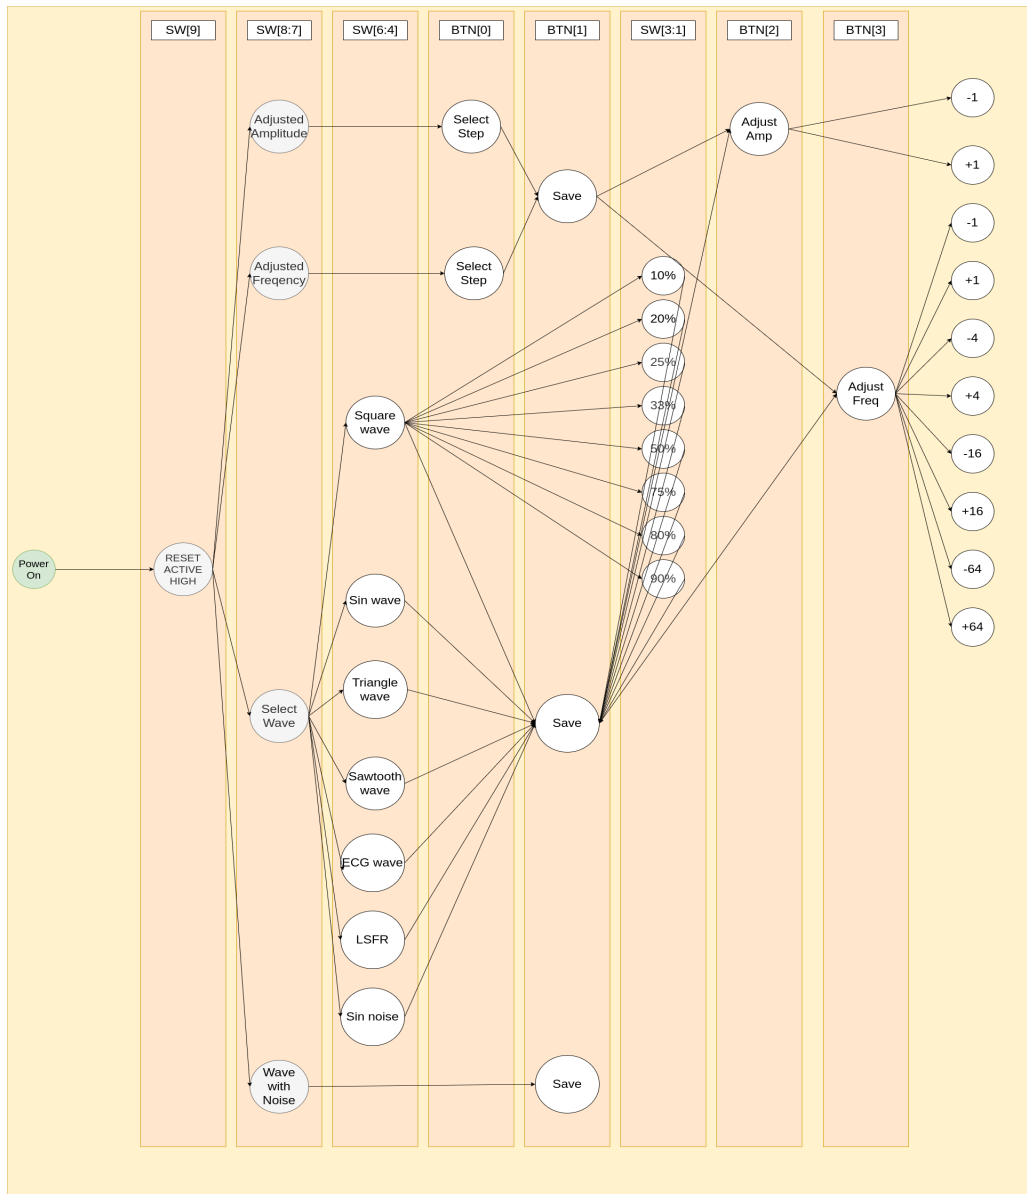 SW[9]
SW[8:7]
SW[6:4]
BTN[0]
BTN[1]
SW[3:1]
BTN[2]
BTN[3]
Power
On
RESET
ACTIVE
HIGH
Adjusted
Amplitude
Adjusted
Freqency
Select
Wave
Wave
with
Noise
Square
wave
Sin wave
Triangle
wave
Sawtooth
wave
ECG wave
LSFR
Sin noise
Select
Step
Select
Step
Save
Save
Save
10%
20%
25%
33%
50%
75%
80%
90%
Adjust
Amp
Adjust
Freq
-1
+1
-1
+1
-4
+4
-16
+16
-64
+64